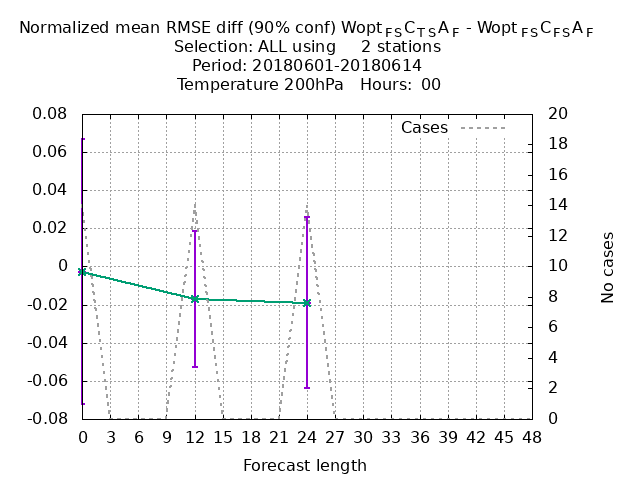 Normalized mean RMSE diff (90% conf) Wopt FS C T S A F - Wopt FS C F S A F
Selection: ALL using 2 stations
Period: 20180601-20180614
Temperature 200hPa Hours: 00
Cases
0.08
0.06
0.04
0.02
0
-0.02
-0.04
-0.06
-0.08
20
18
16
14
12
10
8
6
4
2
0
No cases
0 3 6 9 12 15 18 21 24 27 30 33 36 39 42 45 48
Forecast length